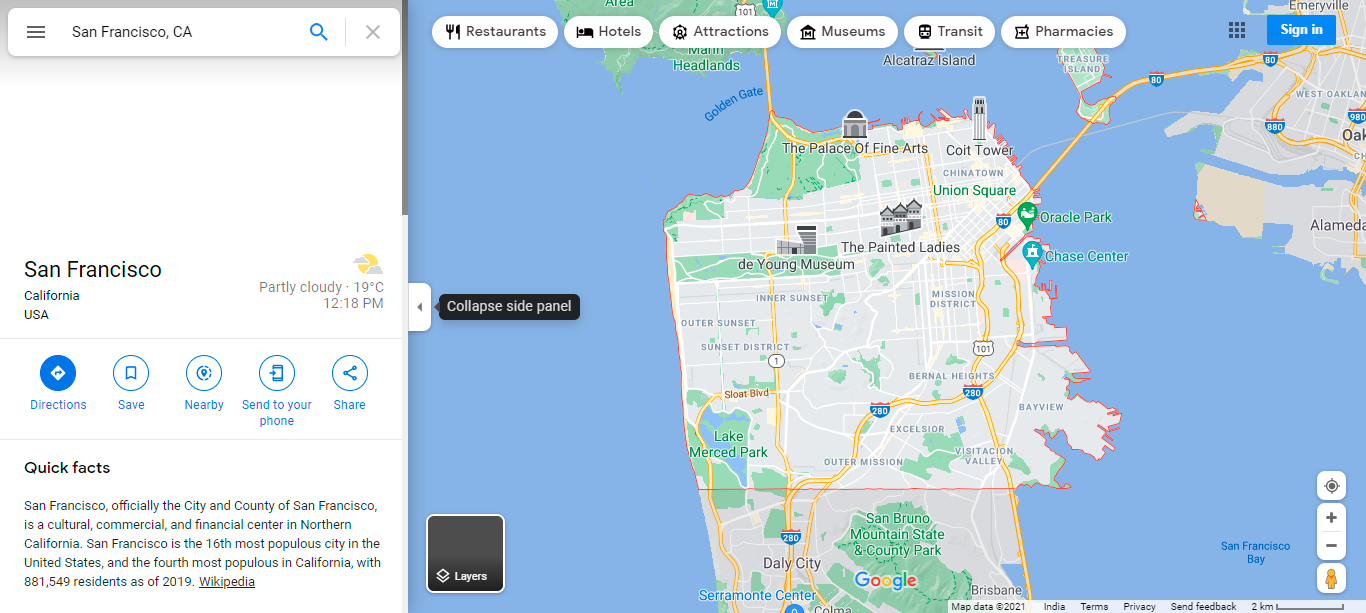 San Francisco, CA
San Francisco
California
USA
Partly cloudy · 19°C
12:18 PM
Directions
Save
Nearby
Send to your
phone
Share
Quick facts
San Francisco, officially the City and County of San Francisco,
is a cultural, commercial, and financial center in Northern
California. San Francisco is the 16th most populous city in the
United States, and the fourth most populous in California, with
881,549 residents as of 2019. Wikipedia
Collapse side panel
Layers
Restaurants
Hotels
Attractions
Museums
Transit
Pharmacies
Sign in
Area
101
Emeryville
Marin
Headlands
Alcatraz Island
TREASURE
ISLAND
80
80
Golden Gate
WEST OAKLAN
880
980
Oak
The Palace Of Fine Arts
Coit Tower
CHINATOWN
Union Square
80
Oracle Park
Alameda
The Painted Ladies
Chase Center
de Young Museum
INNER SUNSET
MISSION
DISTRICT
OUTER SUNSET
SUNSET DISTRICT
101
1
BERNAL HEIGHTS
Sloat Blvd
280
280
BAYVIEW
EXCELSIOR
Lake
Merced Park
VISITACION
VALLEY
OUTER MISSION
San Bruno
Mountain State
& County Park
280
San Francisco
Bay
Daly City
Google
Brisbane
Serramonte Center
Colma
Map data ©2021
India
Terms
Privacy
Send feedback
2 km